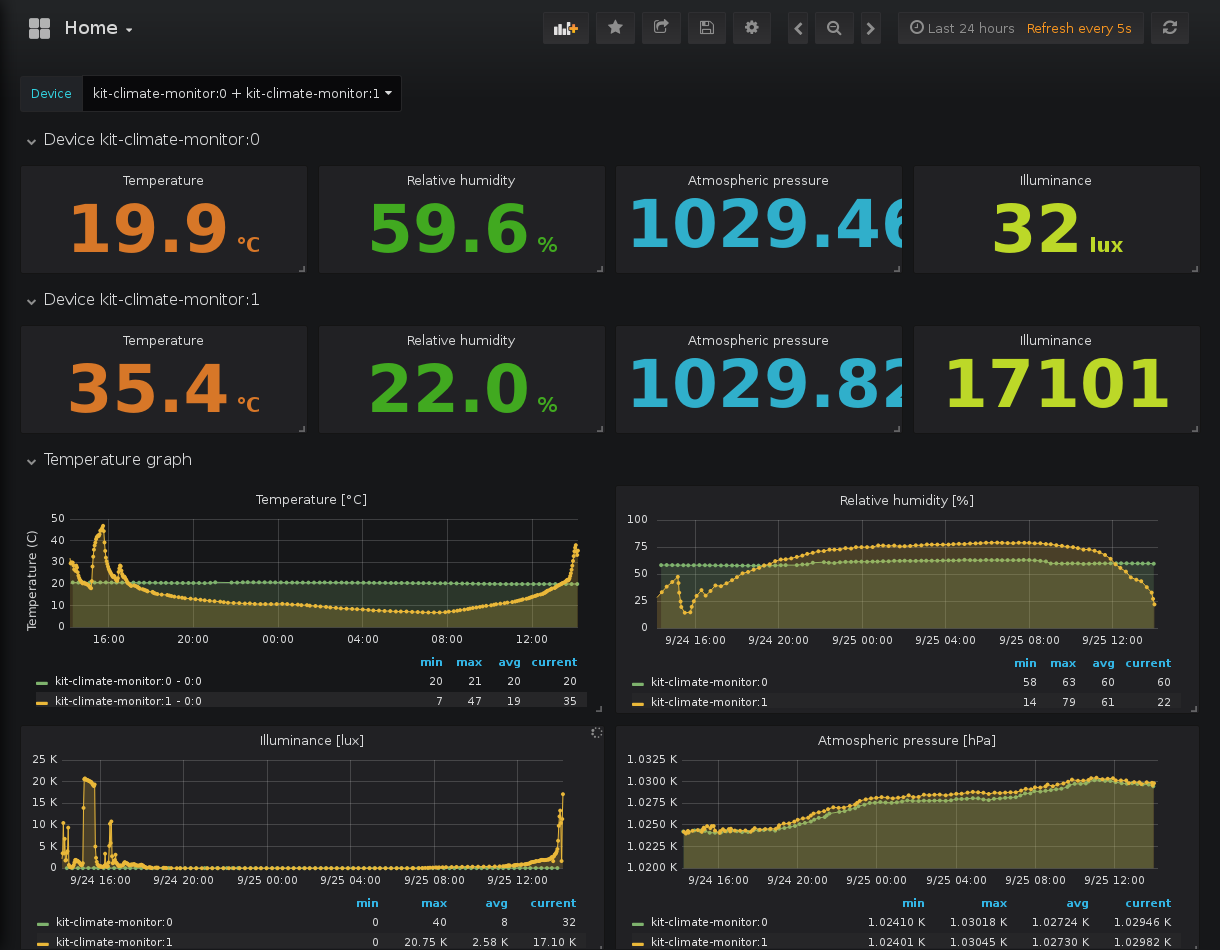 Home
Last 24 hours Refresh every 5s
Device kit-climate-monitor:0 + kit-climate-monitor:1
Device kit-climate-monitor:0
Temperature Relative humidity Atmospheric pressure Illuminance
19.9 °C 59.6 % 1029.46 32 lux
Device kit-climate-monitor:1
Temperature Relative humidity Atmospheric pressure Illuminance
35.4 °C 22.0 % 1029.82 17101
Temperature graph
Temperature [°C]
Temperature (C)
50
40
30
20
10
0
16:00 20:00 00:00 04:00 08:00 12:00
min max avg current
kit-climate-monitor:0 - 0:0 20 21 20 20
kit-climate-monitor:1 - 0:0 7 47 19 35
Relative humidity [%]
100
75
50
25
0
9/24 16:00 9/24 20:00 9/25 00:00 9/25 04:00 9/25 08:00 9/25 12:00
min max avg current
kit-climate-monitor:0 58 63 60 60
kit-climate-monitor:1 14 79 61 22
Illuminance [lux]
25 K
20 K
15 K
10 K
5 K
0
9/24 16:00 9/24 20:00 9/25 00:00 9/25 04:00 9/25 08:00 9/25 12:00
min max avg current
kit-climate-monitor:0 0 40 8 32
kit-climate-monitor:1 0 20.75 K 2.58 K 17.10 K
Atmospheric pressure [hPa]
1.0325 K
1.0300 K
1.0275 K
1.0250 K
1.0225 K
1.0200 K
9/24 16:00 9/24 20:00 9/25 00:00 9/25 04:00 9/25 08:00 9/25 12:00
min max avg current
kit-climate-monitor:0 1.02410 K 1.03018 K 1.02724 K 1.02946 K
kit-climate-monitor:1 1.02401 K 1.03045 K 1.02730 K 1.02982 K